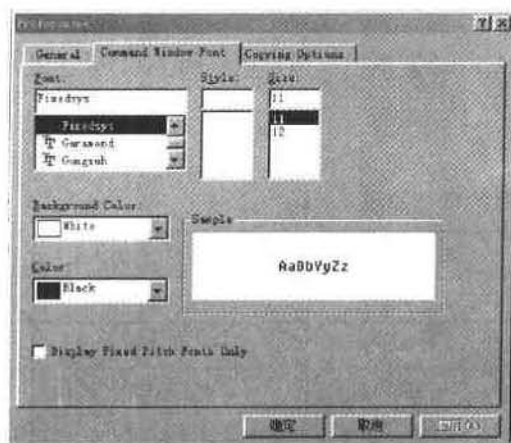 Preferences
General Command Window Font Copying Options
Font: Style: Size:
Fixedsys 11
Fixedsys 11
Garamond 12
Gungsuh
Background Color:
White
Sample
AaBbYyZz
Color:
Black
Display Fixed Pitch Fonts Only
确定 取消